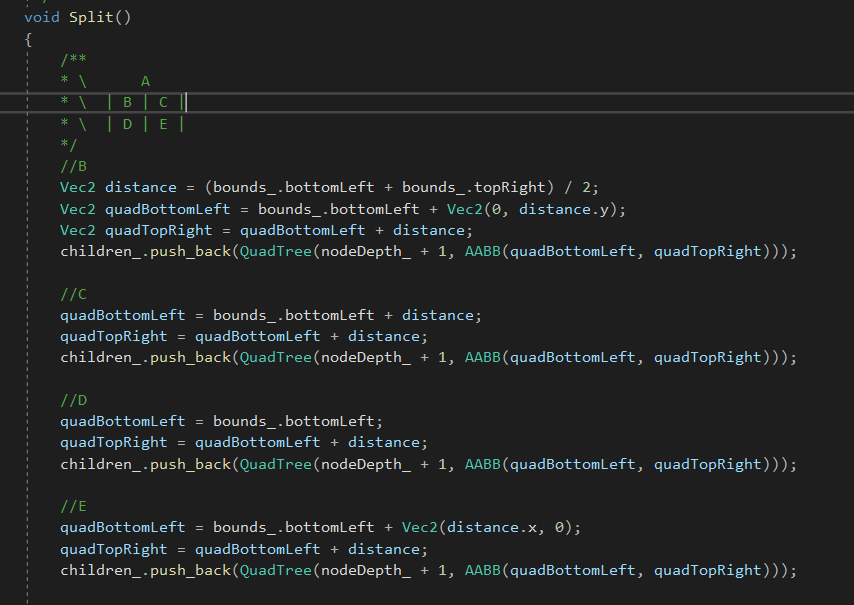 void Split()
{
/**
* \ A
* \ | B | C |
* \ | D | E |
*/
//B
Vec2 distance = (bounds_.bottomLeft + bounds_.topRight) / 2;
Vec2 quadBottomLeft = bounds_.bottomLeft + Vec2(0, distance.y);
Vec2 quadTopRight = quadBottomLeft + distance;
children_.push_back(QuadTree(nodeDepth_ + 1, AABB(quadBottomLeft, quadTopRight)));

//C
quadBottomLeft = bounds_.bottomLeft + distance;
quadTopRight = quadBottomLeft + distance;
children_.push_back(QuadTree(nodeDepth_ + 1, AABB(quadBottomLeft, quadTopRight)));

//D
quadBottomLeft = bounds_.bottomLeft;
quadTopRight = quadBottomLeft + distance;
children_.push_back(QuadTree(nodeDepth_ + 1, AABB(quadBottomLeft, quadTopRight)));

//E
quadBottomLeft = bounds_.bottomLeft + Vec2(distance.x, 0);
quadTopRight = quadBottomLeft + distance;
children_.push_back(QuadTree(nodeDepth_ + 1, AABB(quadBottomLeft, quadTopRight)));